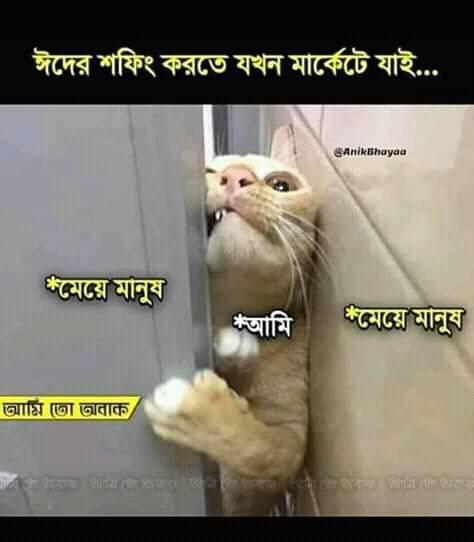 ঈদের শফিং করতে যখন মার্কেটে যাই...
@AnikBhayaa
*মেয়ে মানুষ
*আমি
*মেয়ে মানুষ
আমি তো অবাক